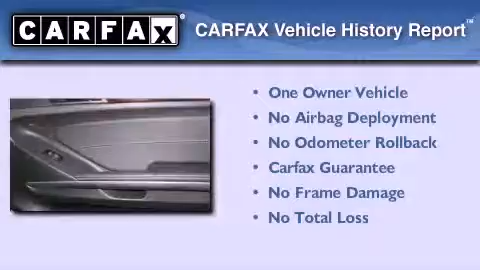 CARFAX® CARFAX Vehicle History Report™
• One Owner Vehicle
• No Airbag Deployment
• No Odometer Rollback
• Carfax Guarantee
• No Frame Damage
• No Total Loss